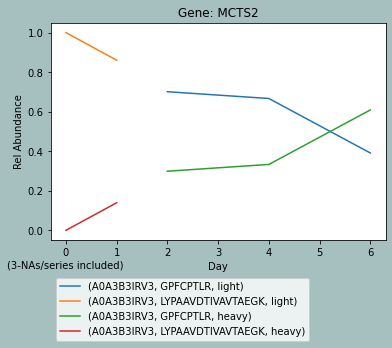 Gene: MCTS2
1.0
0.8
0.6
0.4
0.2
0.0
Rel Abundance
0 1 2 3 4 5 6
(3-NAs/series included)
Day
(A0A3B3IRV3, GPFCPTLR, light)
(A0A3B3IRV3, LYPAAVDTIVAVTAEGK, light)
(A0A3B3IRV3, GPFCPTLR, heavy)
(A0A3B3IRV3, LYPAAVDTIVAVTAEGK, heavy)